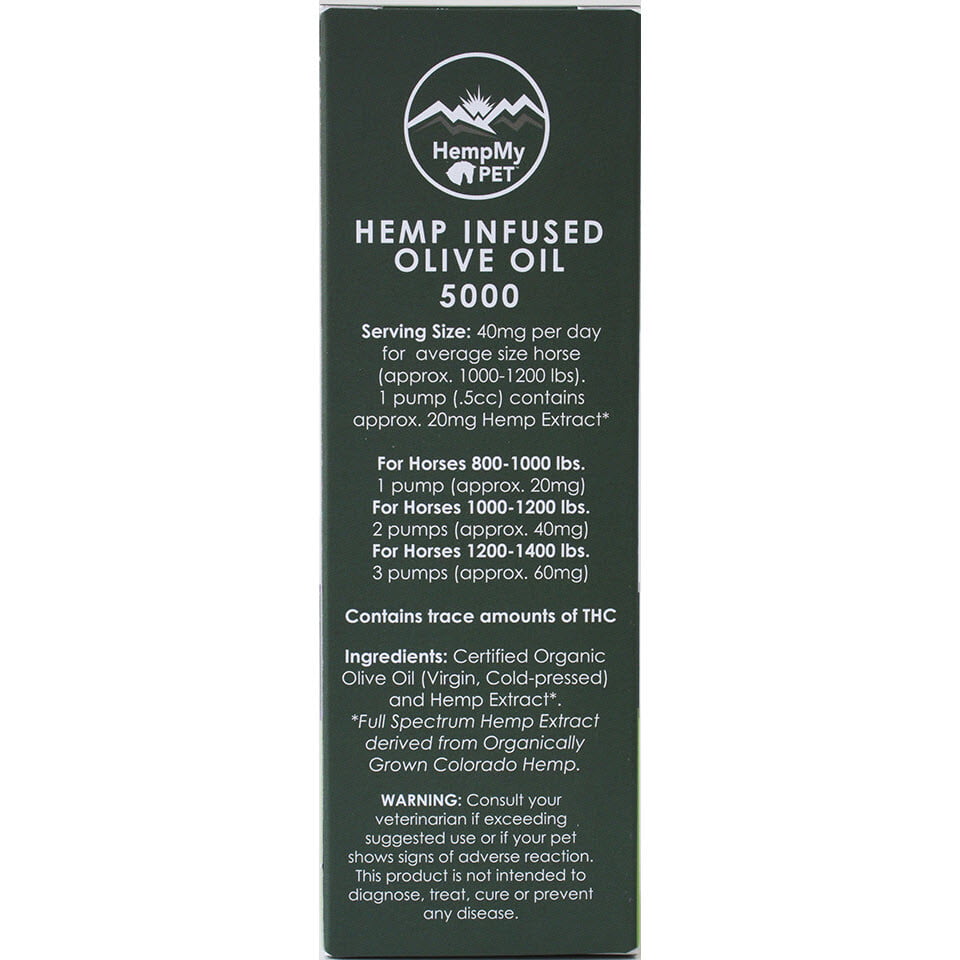 HempMy
PET™
HEMP INFUSED
OLIVE OIL
5000
Serving Size: 40mg per day
for average size horse
(approx. 1000-1200 lbs).
1 pump (.5cc) contains
approx. 20mg Hemp Extract*
For Horses 800-1000 lbs.
1 pump (approx. 20mg)
For Horses 1000-1200 lbs.
2 pumps (approx. 40mg)
For Horses 1200-1400 lbs.
3 pumps (approx. 60mg)
Contains trace amounts of THC
Ingredients: Certified Organic
Olive Oil (Virgin, Cold-pressed)
and Hemp Extract*.
*Full Spectrum Hemp Extract
derived from Organically
Grown Colorado Hemp.
WARNING: Consult your
veterinarian if exceeding
suggested use or if your pet
shows signs of adverse reaction.
This product is not intended to
diagnose, treat, cure or prevent
any disease.